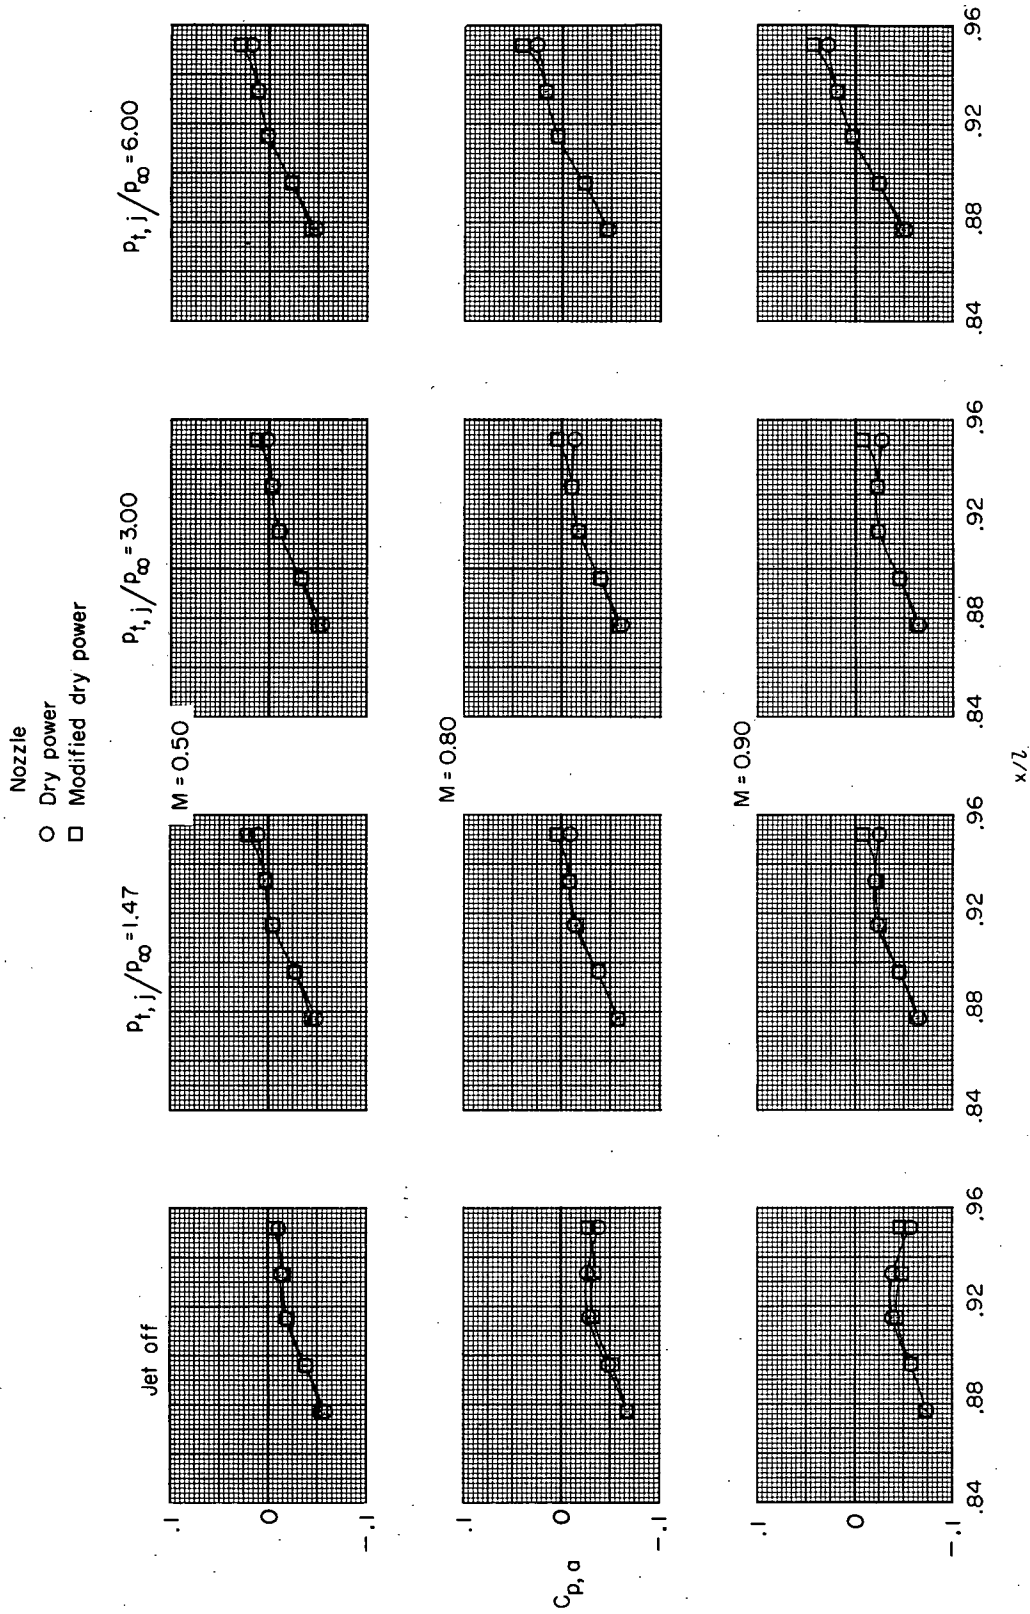 Nozzle
○ Dry power
□ Modified dry power
Jet off
p_t,j/p_∞ = 1.47
p_t,j/p_∞ = 3.00
p_t,j/p_∞ = 6.00
M = 0.50
.1
0
-.1
M = 0.80
C_p,a
.1
0
-.1
M = 0.90
.1
0
-.1
.84 .88 .92 .96
.84 .88 .92 .96
.84 .88 .92 .96
.84 .88 .92 .96
x/l